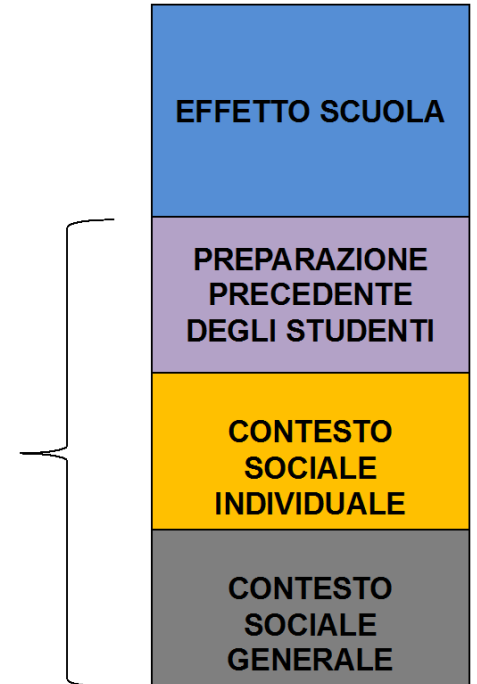 EFFETTO SCUOLA
PREPARAZIONE
PRECEDENTE
DEGLI STUDENTI
CONTESTO
SOCIALE
INDIVIDUALE
CONTESTO
SOCIALE
GENERALE